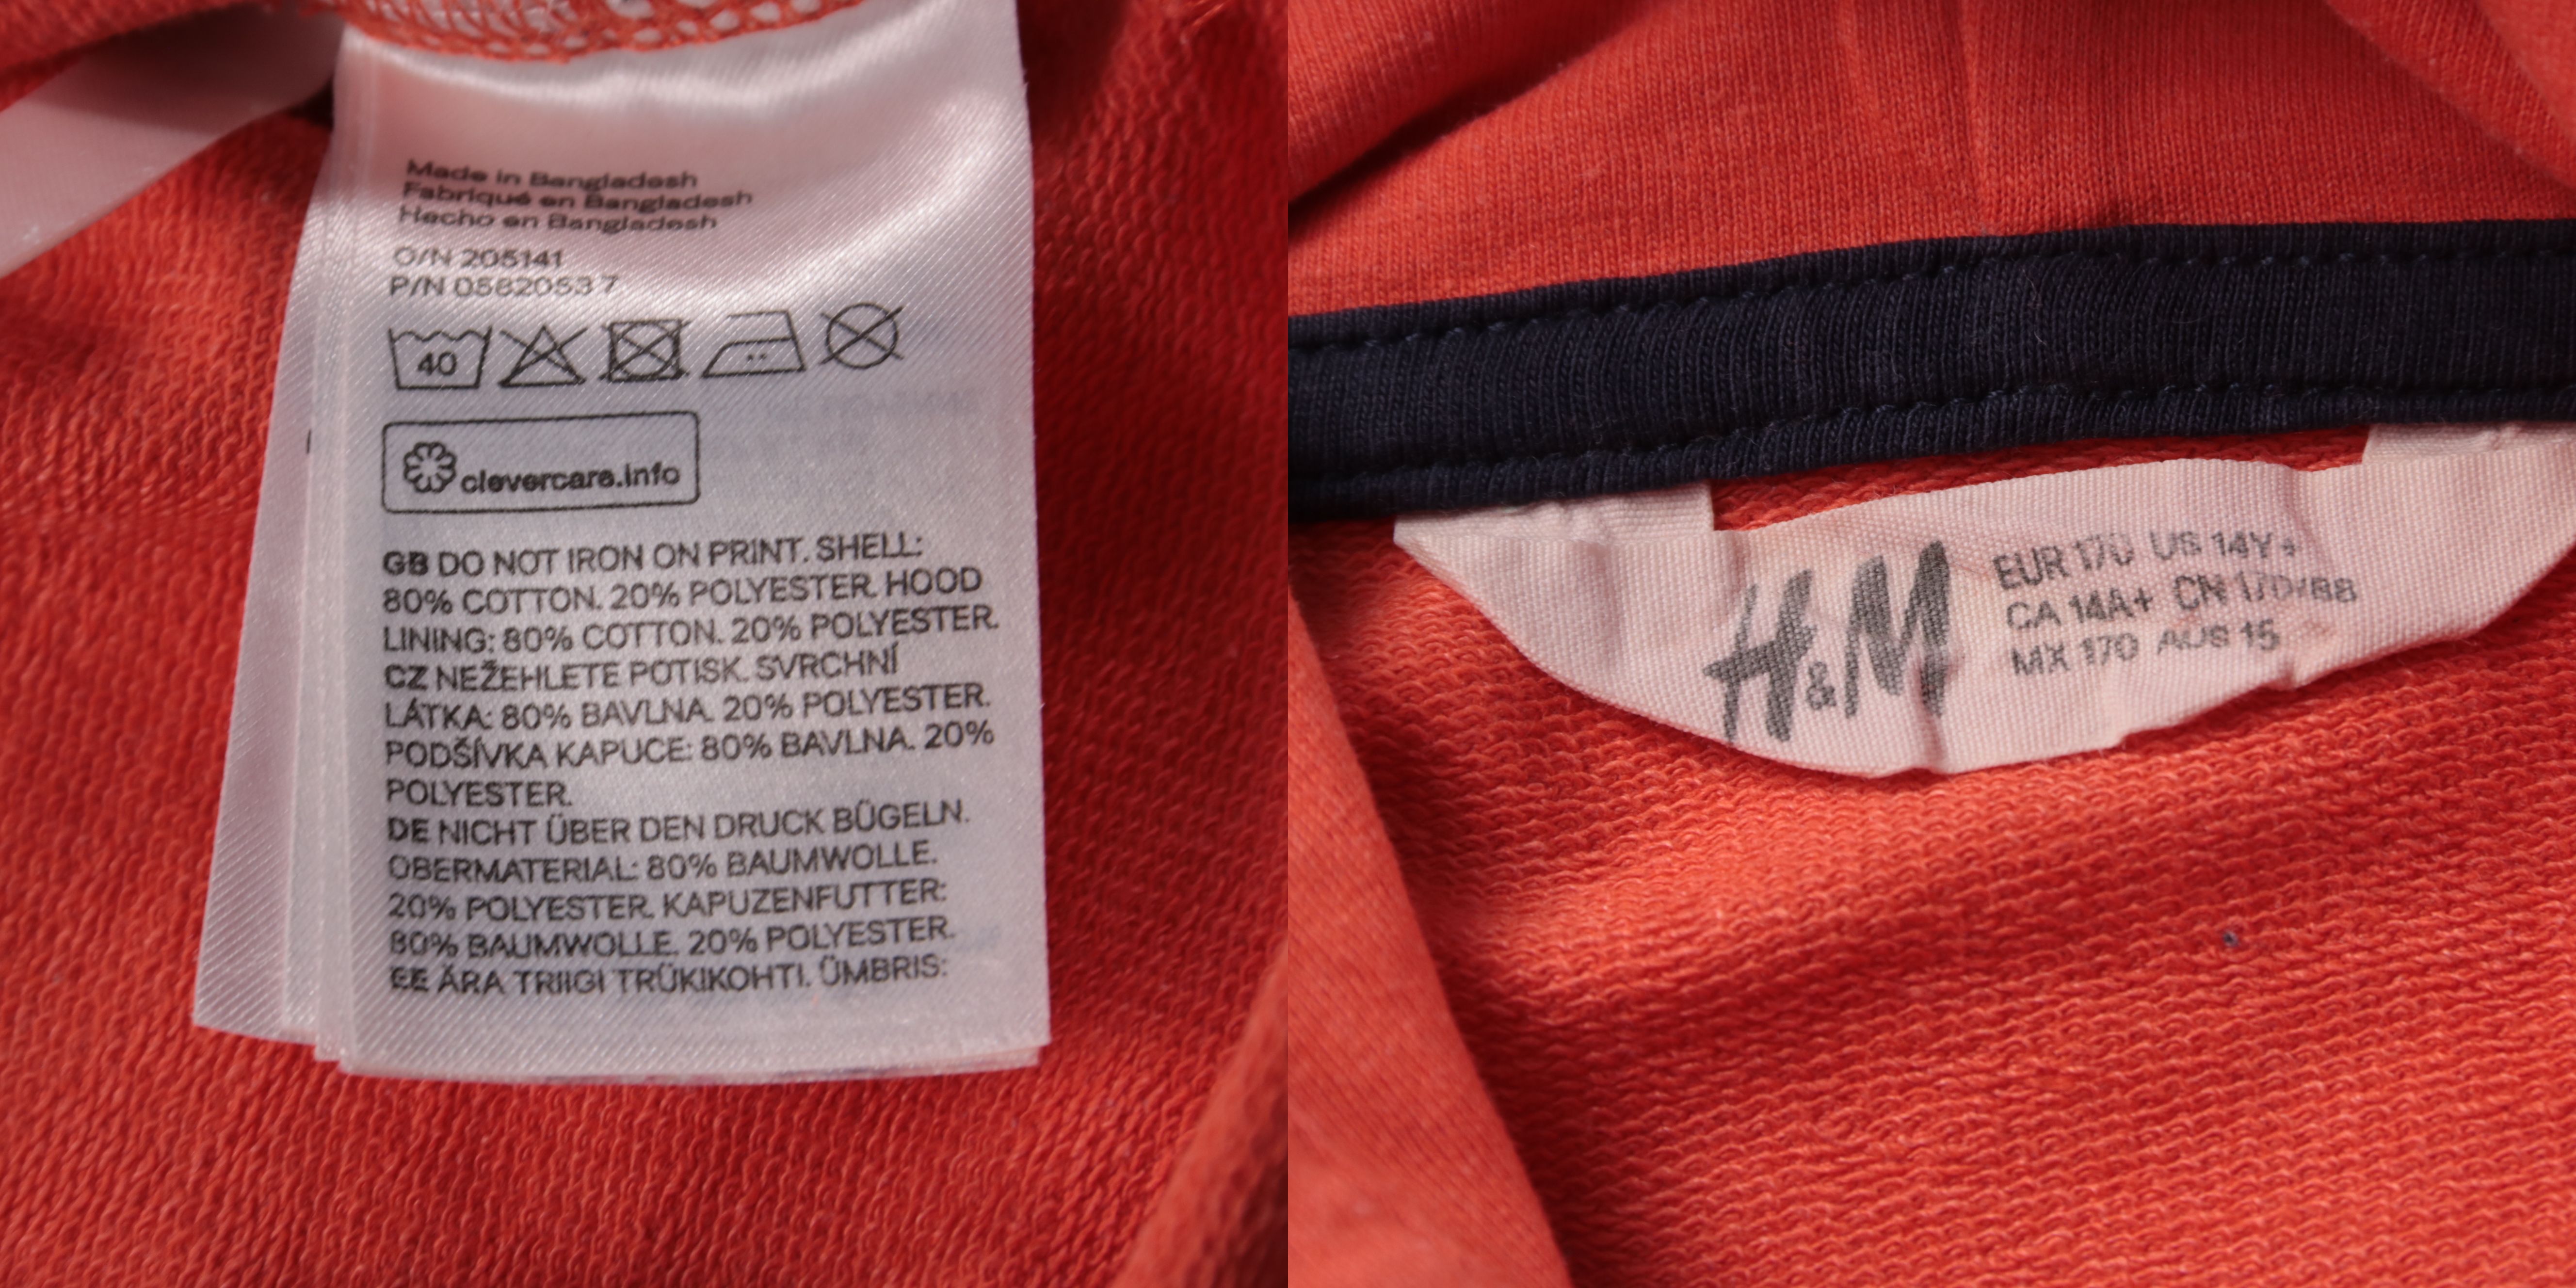 Made in Bangladesh
Fabriqué en Bangladesh
Hecho en Bangladesh
O/N 205141
P/N 0582053 7
40
clevercare.info
GB DO NOT IRON ON PRINT. SHELL:
80% COTTON. 20% POLYESTER. HOOD
LINING: 80% COTTON. 20% POLYESTER.
CZ NEŽEHLETE POTISK. SVRCHNÍ
LÁTKA: 80% BAVLNA. 20% POLYESTER.
PODŠÍVKA KAPUCE: 80% BAVLNA. 20%
POLYESTER.
DE NICHT ÜBER DEN DRUCK BÜGELN.
OBERMATERIAL: 80% BAUMWOLLE.
20% POLYESTER. KAPUZENFUTTER:
80% BAUMWOLLE. 20% POLYESTER.
EE ÄRA TRIIGI TRÜKIKOHTI. ÜMBRIS:
H&M
EUR 170 US 14Y+
CA 14A+ CN 170/88
MX 170 AUS 15